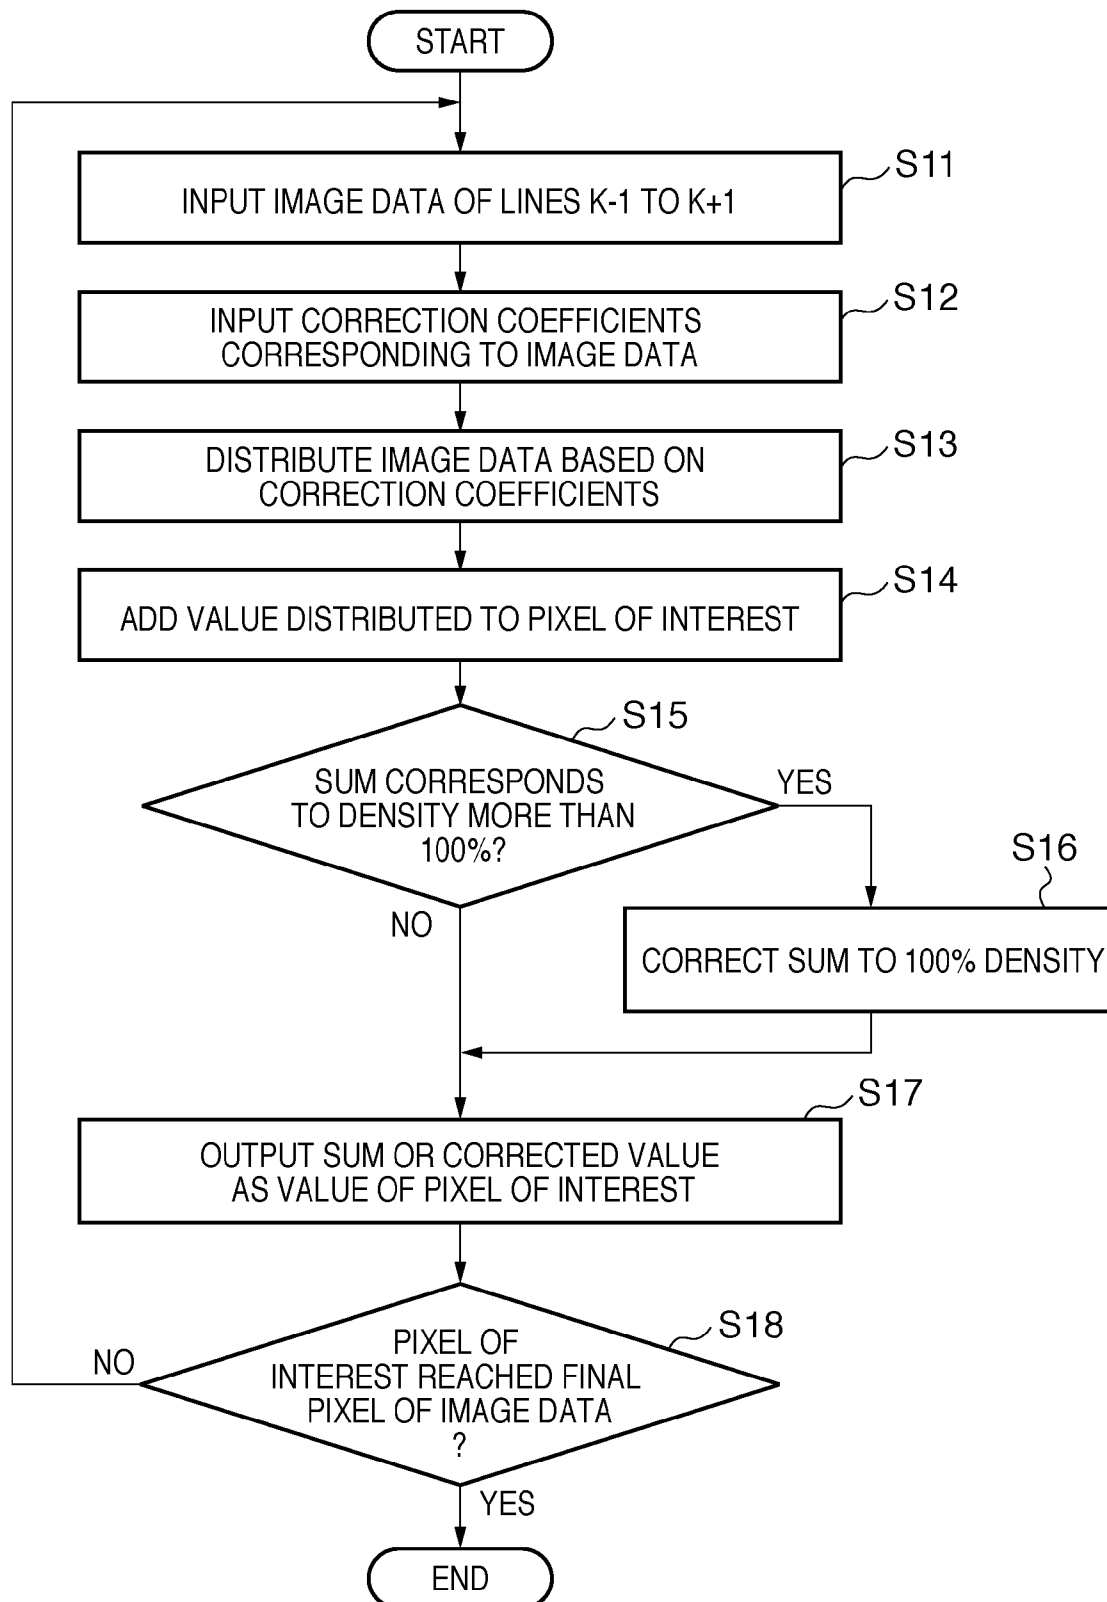 START
S11
INPUT IMAGE DATA OF LINES K-1 TO K+1
S12
INPUT CORRECTION COEFFICIENTS
CORRESPONDING TO IMAGE DATA
S13
DISTRIBUTE IMAGE DATA BASED ON
CORRECTION COEFFICIENTS
S14
ADD VALUE DISTRIBUTED TO PIXEL OF INTEREST
S15
SUM CORRESPONDS
TO DENSITY MORE THAN
100%?
YES
NO
S16
CORRECT SUM TO 100% DENSITY
S17
OUTPUT SUM OR CORRECTED VALUE
AS VALUE OF PIXEL OF INTEREST
S18
PIXEL OF
INTEREST REACHED FINAL
PIXEL OF IMAGE DATA
?
NO
YES
END